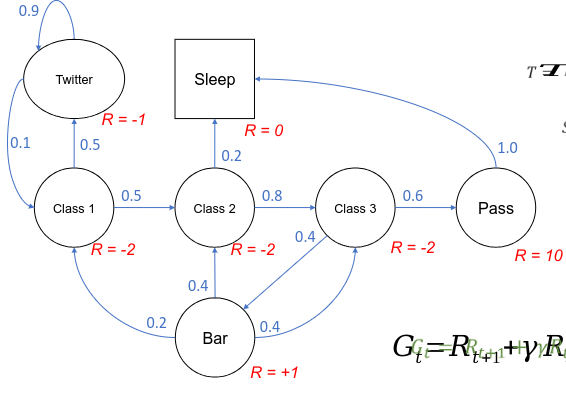 0.9
Twitter
R = -1
Sleep
R = 0
T
0.1
0.5
0.2
1.0
Class 1
0.5
Class 2
0.8
Class 3
0.6
Pass
R = -2
R = -2
R = -2
R = 10
0.4
0.4
0.2
Bar
0.4
R = +1
G_t = R_{t+1} + γ R